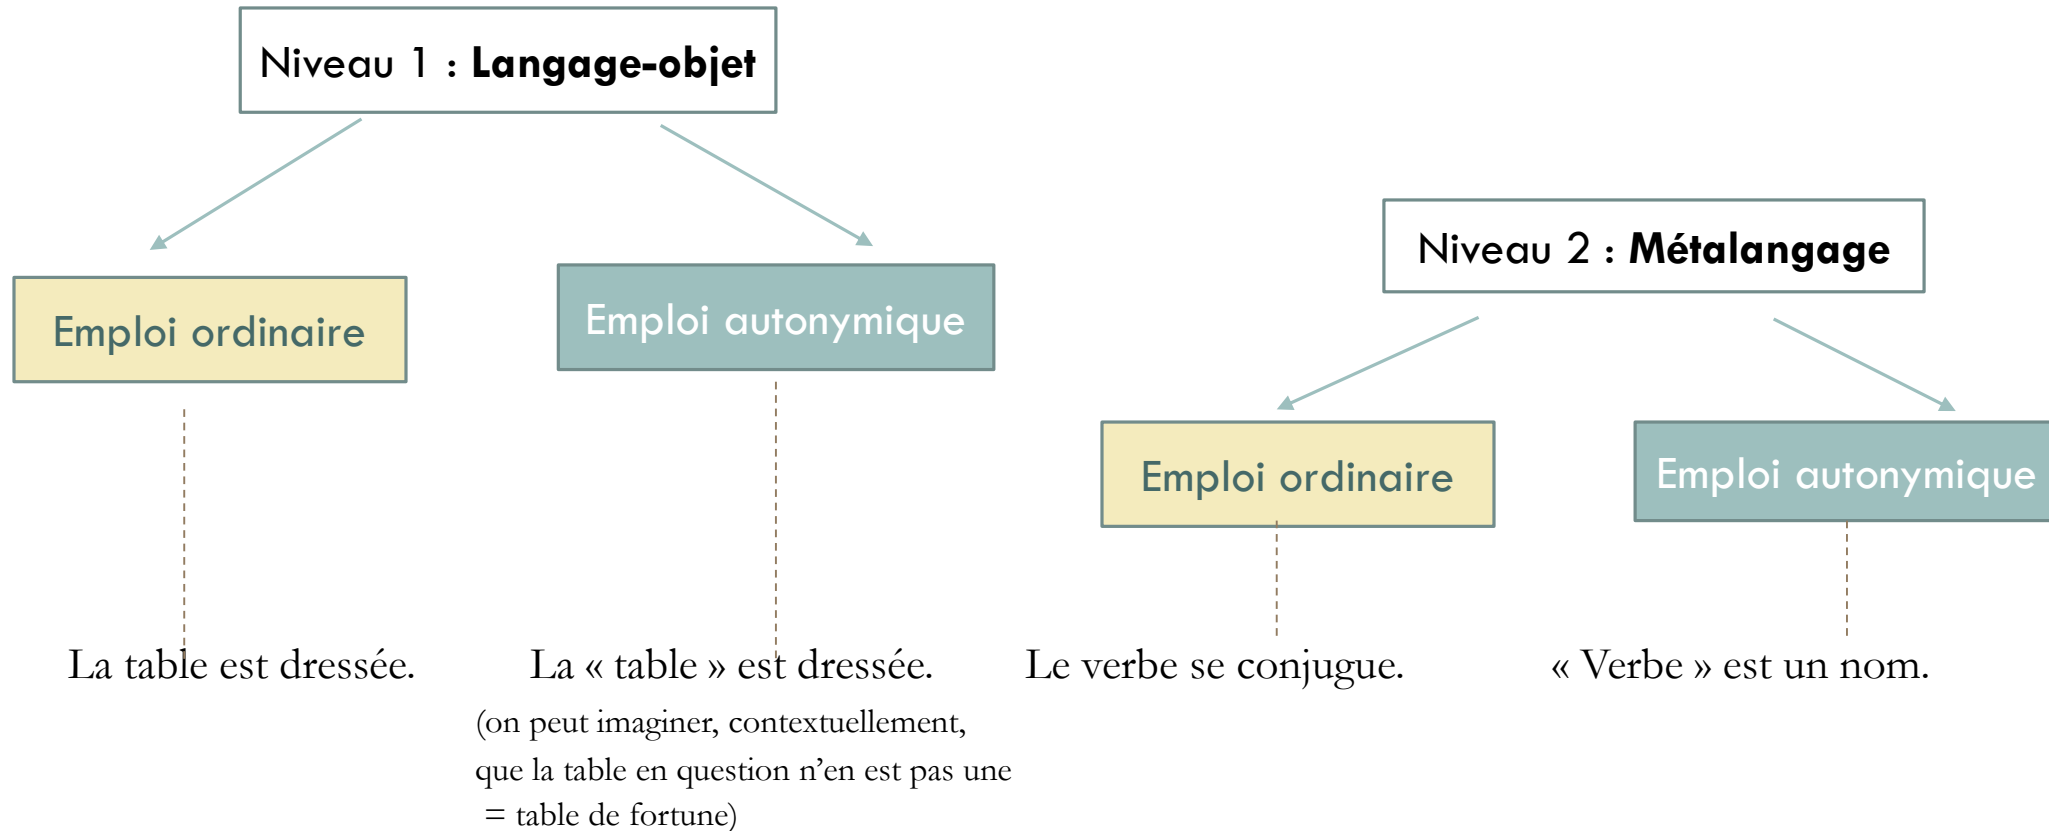 Niveau 1 : Langage-objet
Emploi ordinaire
Emploi autonymique
Niveau 2 : Métalangage
Emploi ordinaire
Emploi autonymique
La table est dressée.
La « table » est dressée.
(on peut imaginer, contextuellement,
que la table en question n’en est pas une
= table de fortune)
Le verbe se conjugue.
« Verbe » est un nom.